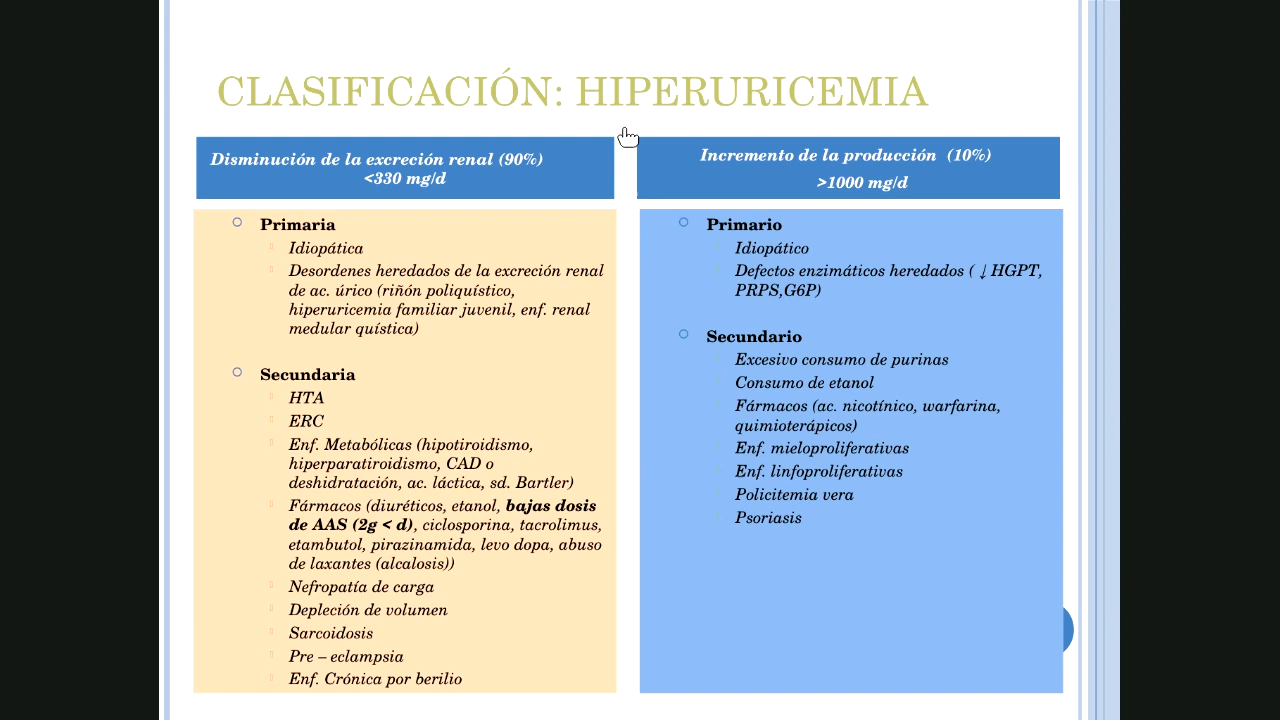 CLASIFICACIÓN: HIPERURICEMIA
Disminución de la excreción renal (90%)
<330 mg/d
Primaria
Idiopática
Desordenes heredados de la excreción renal
de ac. úrico (riñón poliquístico,
hiperuricemia familiar juvenil, enf. renal
medular quística)
Secundaria
HTA
ERC
Enf. Metabólicas (hipotiroidismo,
hiperparatiroidismo, CAD o
deshidratación, ac. láctica, sd. Bartler)
Fármacos (diuréticos, etanol, bajas dosis
de AAS (2g < d), ciclosporina, tacrolimus,
etambutol, pirazinamida, levo dopa, abuso
de laxantes (alcalosis))
Nefropatía de carga
Depleción de volumen
Sarcoidosis
Pre – eclampsia
Enf. Crónica por berilio
Incremento de la producción (10%)
>1000 mg/d
Primario
Idiopático
Defectos enzimáticos heredados ( ↓ HGPT,
PRPS,G6P)
Secundario
Excesivo consumo de purinas
Consumo de etanol
Fármacos (ac. nicotínico, warfarina,
quimioterápicos)
Enf. mieloproliferativas
Enf. linfoproliferativas
Policitemia vera
Psoriasis